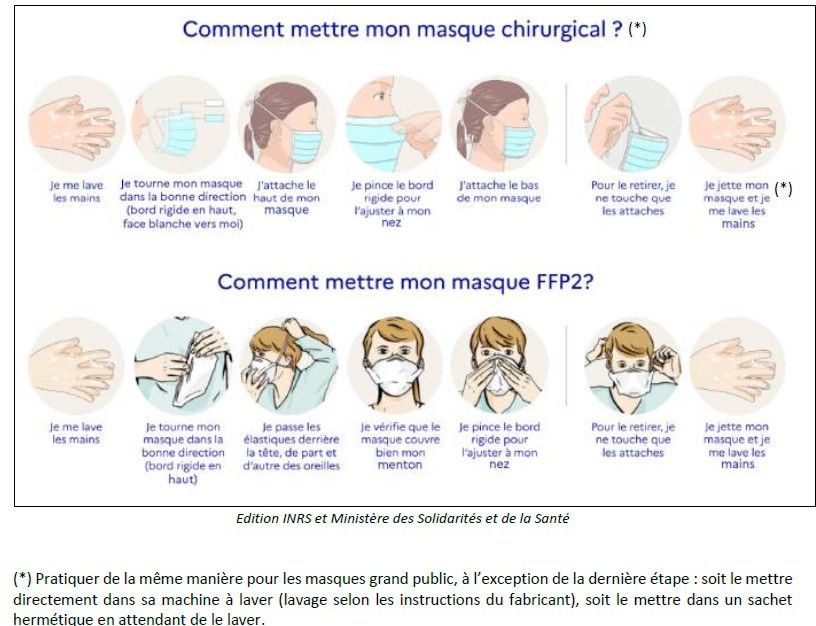 Comment mettre mon masque chirurgical ? (*)
Je me lave
les mains
Je tourne mon masque
dans la bonne direction
(bord rigide en haut,
face blanche vers moi)
J'attache le
haut de mon
masque
Je pince le bord
rigide pour
l'ajuster à mon
nez
J'attache le bas
de mon masque
Pour le retirer, je
ne touche que
les attaches
Je jette mon (*)
masque et je
me lave les
mains
Comment mettre mon masque FFP2?
Je me lave
les mains
Je tourne mon
masque dans la
bonne direction
(bord rigide en
haut)
Je passe les
élastiques derrière
la tête, de part et
d'autre des oreilles
Je vérifie que le
masque couvre
bien mon
menton
Je pince le bord
rigide pour
l'ajuster à mon
nez
Pour le retirer, je
ne touche que
les attaches
Je jette mon
masque et je
me lave les
mains
Edition INRS et Ministère des Solidarités et de la Santé
(*) Pratiquer de la même manière pour les masques grand public, à l'exception de la dernière étape : soit le mettre
directement dans sa machine à laver (lavage selon les instructions du fabricant), soit le mettre dans un sachet
hermétique en attendant de le laver.